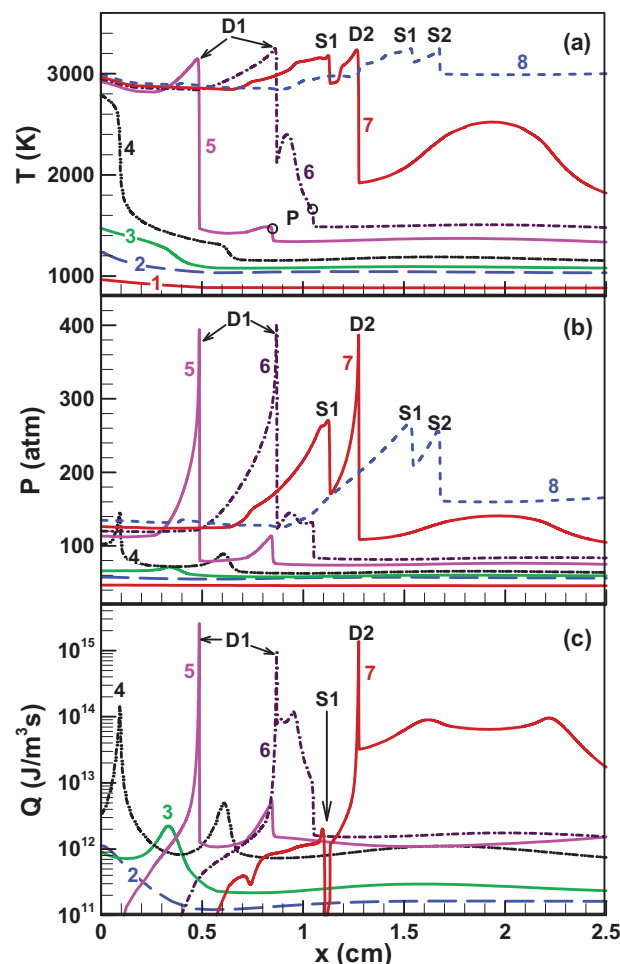 D1 S1 D2 S1 S2 (a)
3000 8
7
4
T (K) 2000 5 6
P
3
2
1000 1
400 D1 D2 (b)
5 6 7
300 S1 S1 S2
P (atm) 200
8
100 4
10¹⁵ D1 D2 (c)
5 7
4
10¹⁴ S1
6
Q (J/m³s) 10¹³
3
10¹² 2
10¹¹
0 0.5 1 1.5 2 2.5
x (cm)